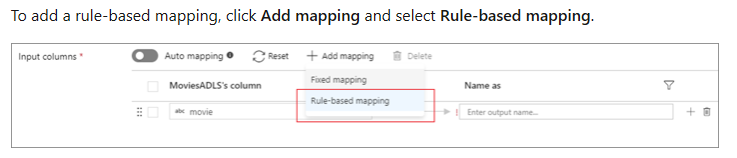 To add a rule-based mapping, click Add mapping and select Rule-based mapping.
Input columns * Auto mapping Reset Add mapping Delete
Fixed mapping
MoviesADLS's column Name as
Rule-based mapping
abc movie Enter output name...